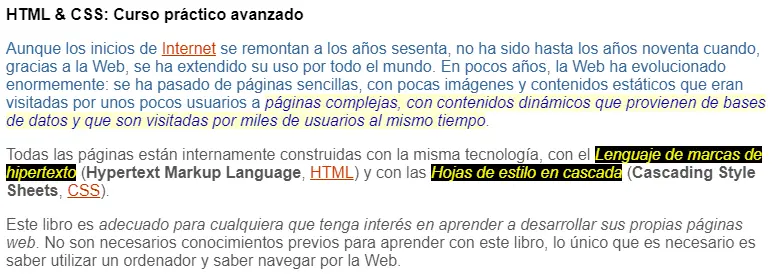 HTML & CSS: Curso práctico avanzado
Aunque los inicios de Internet se remontan a los años sesenta, no ha sido hasta los años noventa cuando,
gracias a la Web, se ha extendido su uso por todo el mundo. En pocos años, la Web ha evolucionado
enormemente: se ha pasado de páginas sencillas, con pocas imágenes y contenidos estáticos que eran
visitadas por unos pocos usuarios a páginas complejas, con contenidos dinámicos que provienen de bases
de datos y que son visitadas por miles de usuarios al mismo tiempo.
Todas las páginas están internamente construidas con la misma tecnología, con el Lenguaje de marcas de
hipertexto (Hypertext Markup Language, HTML) y con las Hojas de estilo en cascada (Cascading Style
Sheets, CSS).
Este libro es adecuado para cualquiera que tenga interés en aprender a desarrollar sus propias páginas
web. No son necesarios conocimientos previos para aprender con este libro, lo único que es necesario es
saber utilizar un ordenador y saber navegar por la Web.